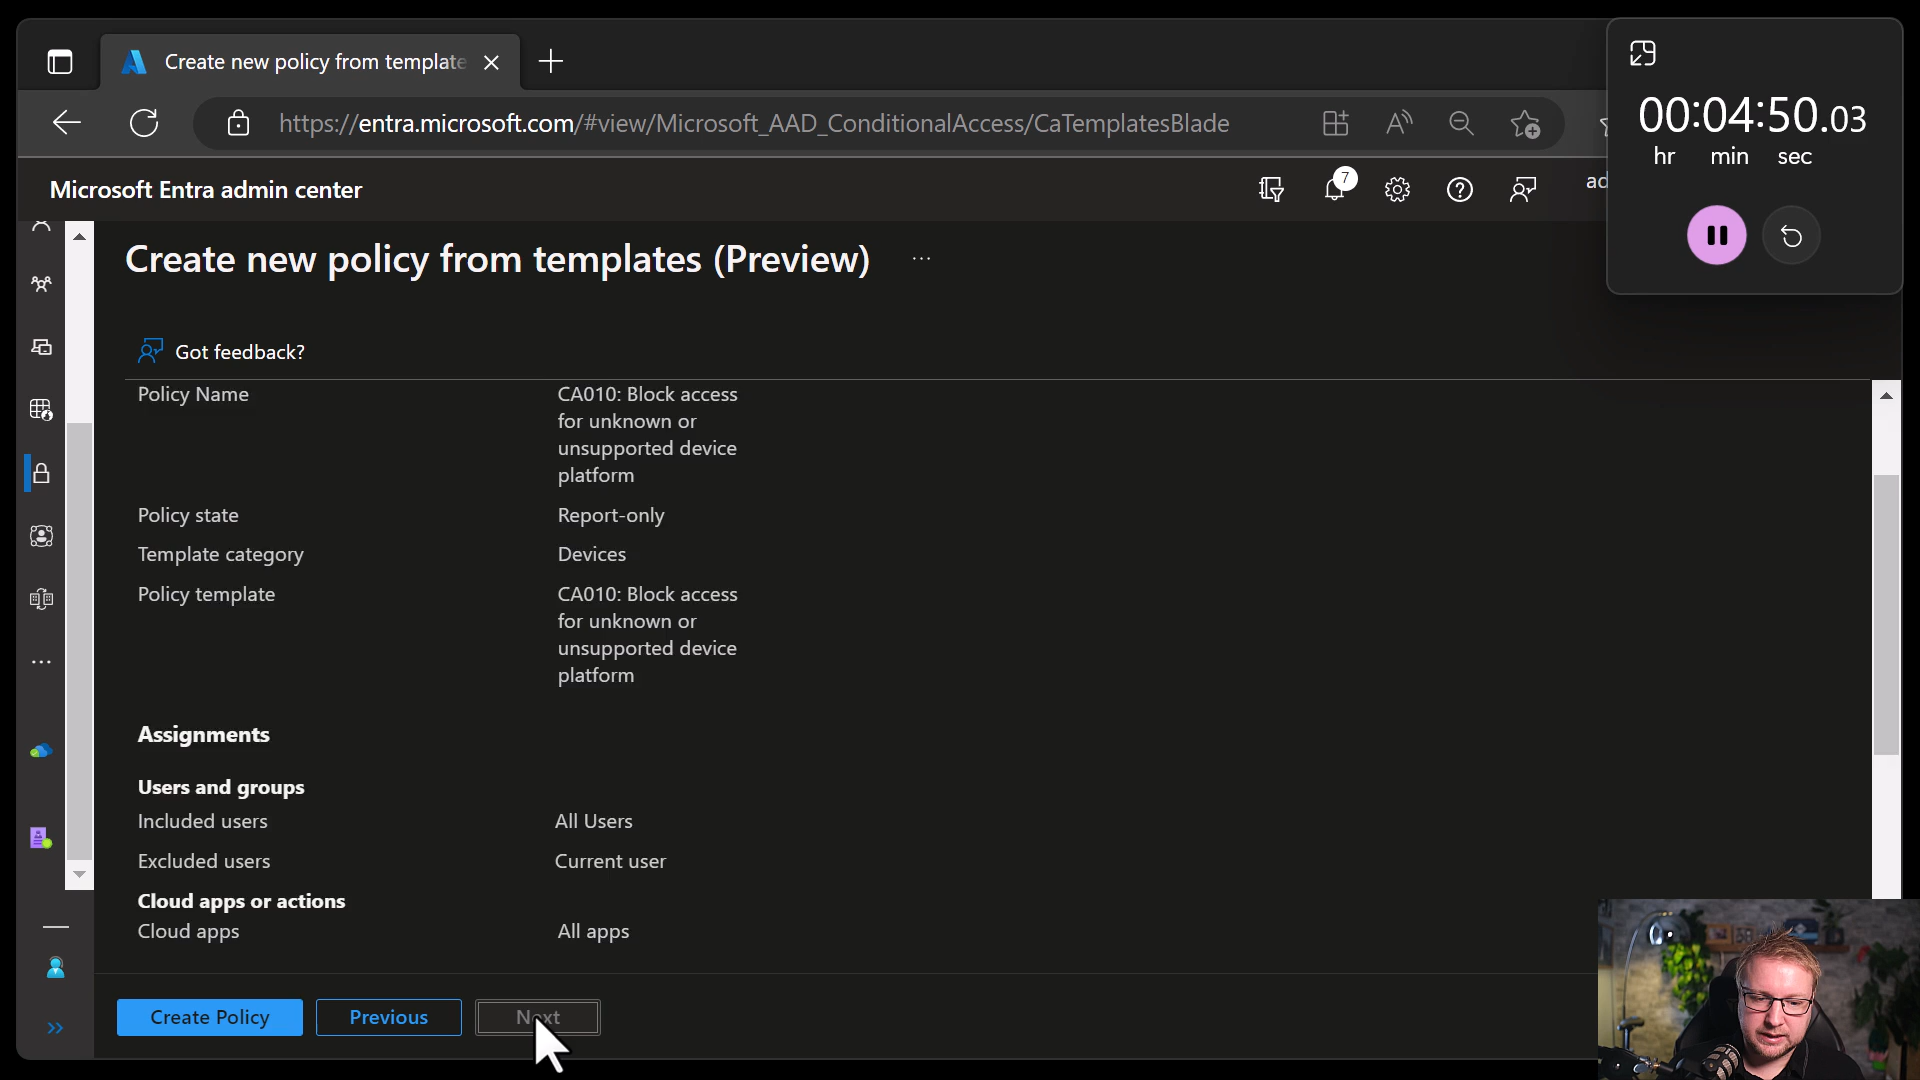 Create new policy from template
https://entra.microsoft.com/#view/Microsoft_AAD_ConditionalAccess/CaTemplatesBlade
00:04:50.03
hr min sec
Microsoft Entra admin center
7
ad
Create new policy from templates (Preview)
...
Got feedback?
Policy Name
CA010: Block access
for unknown or
unsupported device
platform
Policy state
Report-only
Template category
Devices
Policy template
CA010: Block access
for unknown or
unsupported device
platform
Assignments
Users and groups
Included users
All Users
Excluded users
Current user
Cloud apps or actions
Cloud apps
All apps
Create Policy
Previous
Next